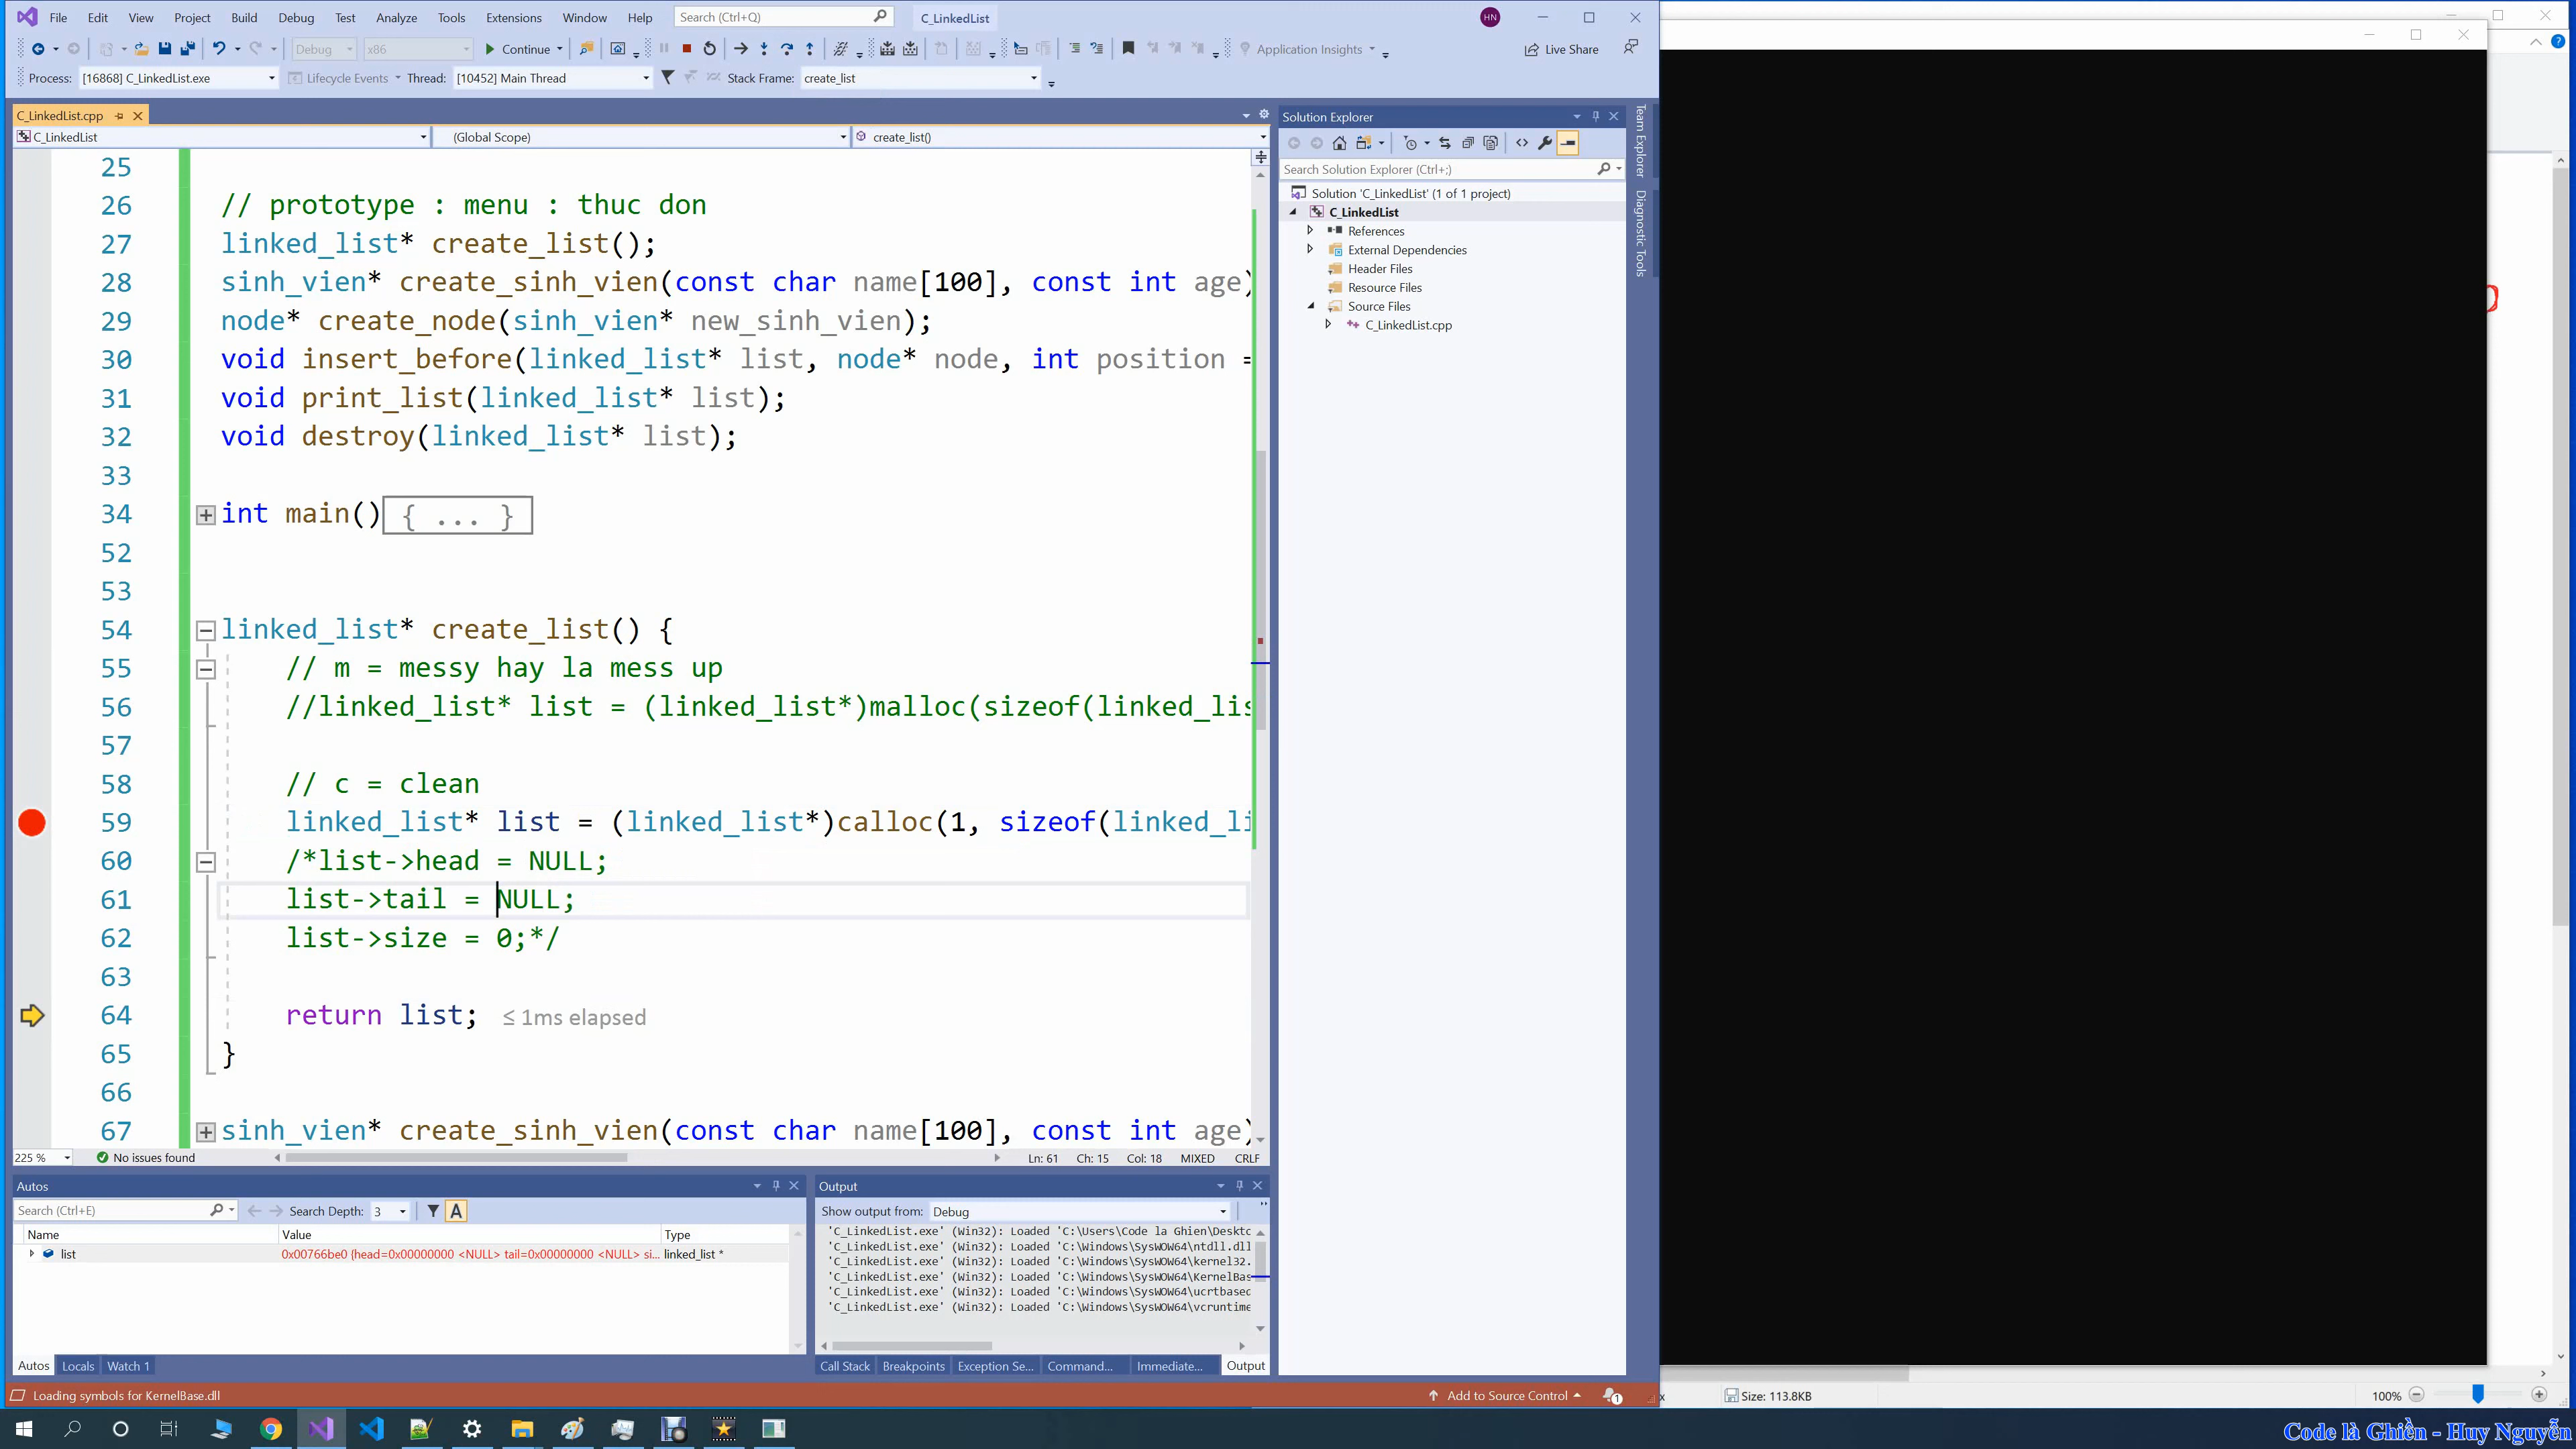 File Edit View Project Build Debug Test Analyze Tools Extensions Window Help Search (Ctrl+Q) C_LinkedList HN
Debug x86 Continue Application Insights Live Share
Process: [16868] C_LinkedList.exe Lifecycle Events Thread: [10452] Main Thread Stack Frame: create_list
C_LinkedList.cpp
C_LinkedList (Global Scope) create_list()
25
26 // prototype : menu : thuc don
27 linked_list* create_list();
28 sinh_vien* create_sinh_vien(const char name[100], const int age)
29 node* create_node(sinh_vien* new_sinh_vien);
30 void insert_before(linked_list* list, node* node, int position =
31 void print_list(linked_list* list);
32 void destroy(linked_list* list);
33
34 int main() { ... }
52
53
54 linked_list* create_list() {
55 // m = messy hay la mess up
56 //linked_list* list = (linked_list*)malloc(sizeof(linked_lis
57
58 // c = clean
59 linked_list* list = (linked_list*)calloc(1, sizeof(linked_li
60 /*list->head = NULL;
61 list->tail = NULL;
62 list->size = 0;*/
63
64 return list; ≤ 1ms elapsed
65 }
66
67 sinh_vien* create_sinh_vien(const char name[100], const int age)
225 % No issues found Ln: 61 Ch: 15 Col: 18 MIXED CRLF
Solution Explorer
Search Solution Explorer (Ctrl+;)
Solution 'C_LinkedList' (1 of 1 project)
C_LinkedList
References
External Dependencies
Header Files
Resource Files
Source Files
C_LinkedList.cpp
Team Explorer
Diagnostic Tools
Autos
Search (Ctrl+E) Search Depth: 3
Name Value Type
list 0x00766be0 {head=0x00000000 <NULL> tail=0x00000000 <NULL> si... linked_list *
Autos Locals Watch 1
Output
Show output from: Debug
'C_LinkedList.exe' (Win32): Loaded 'C:\Users\Code la Ghien\Deskto
'C_LinkedList.exe' (Win32): Loaded 'C:\Windows\SysWOW64\ntdll.dll
'C_LinkedList.exe' (Win32): Loaded 'C:\Windows\SysWOW64\kernel32.
'C_LinkedList.exe' (Win32): Loaded 'C:\Windows\SysWOW64\KernelBas
'C_LinkedList.exe' (Win32): Loaded 'C:\Windows\SysWOW64\ucrtbased
'C_LinkedList.exe' (Win32): Loaded 'C:\Windows\SysWOW64\vcruntime
Call Stack Breakpoints Exception Se... Command... Immediate... Output
Loading symbols for KernelBase.dll Add to Source Control 1
x Size: 113.8KB 100%
Code là Ghiền - Huy Nguyễn